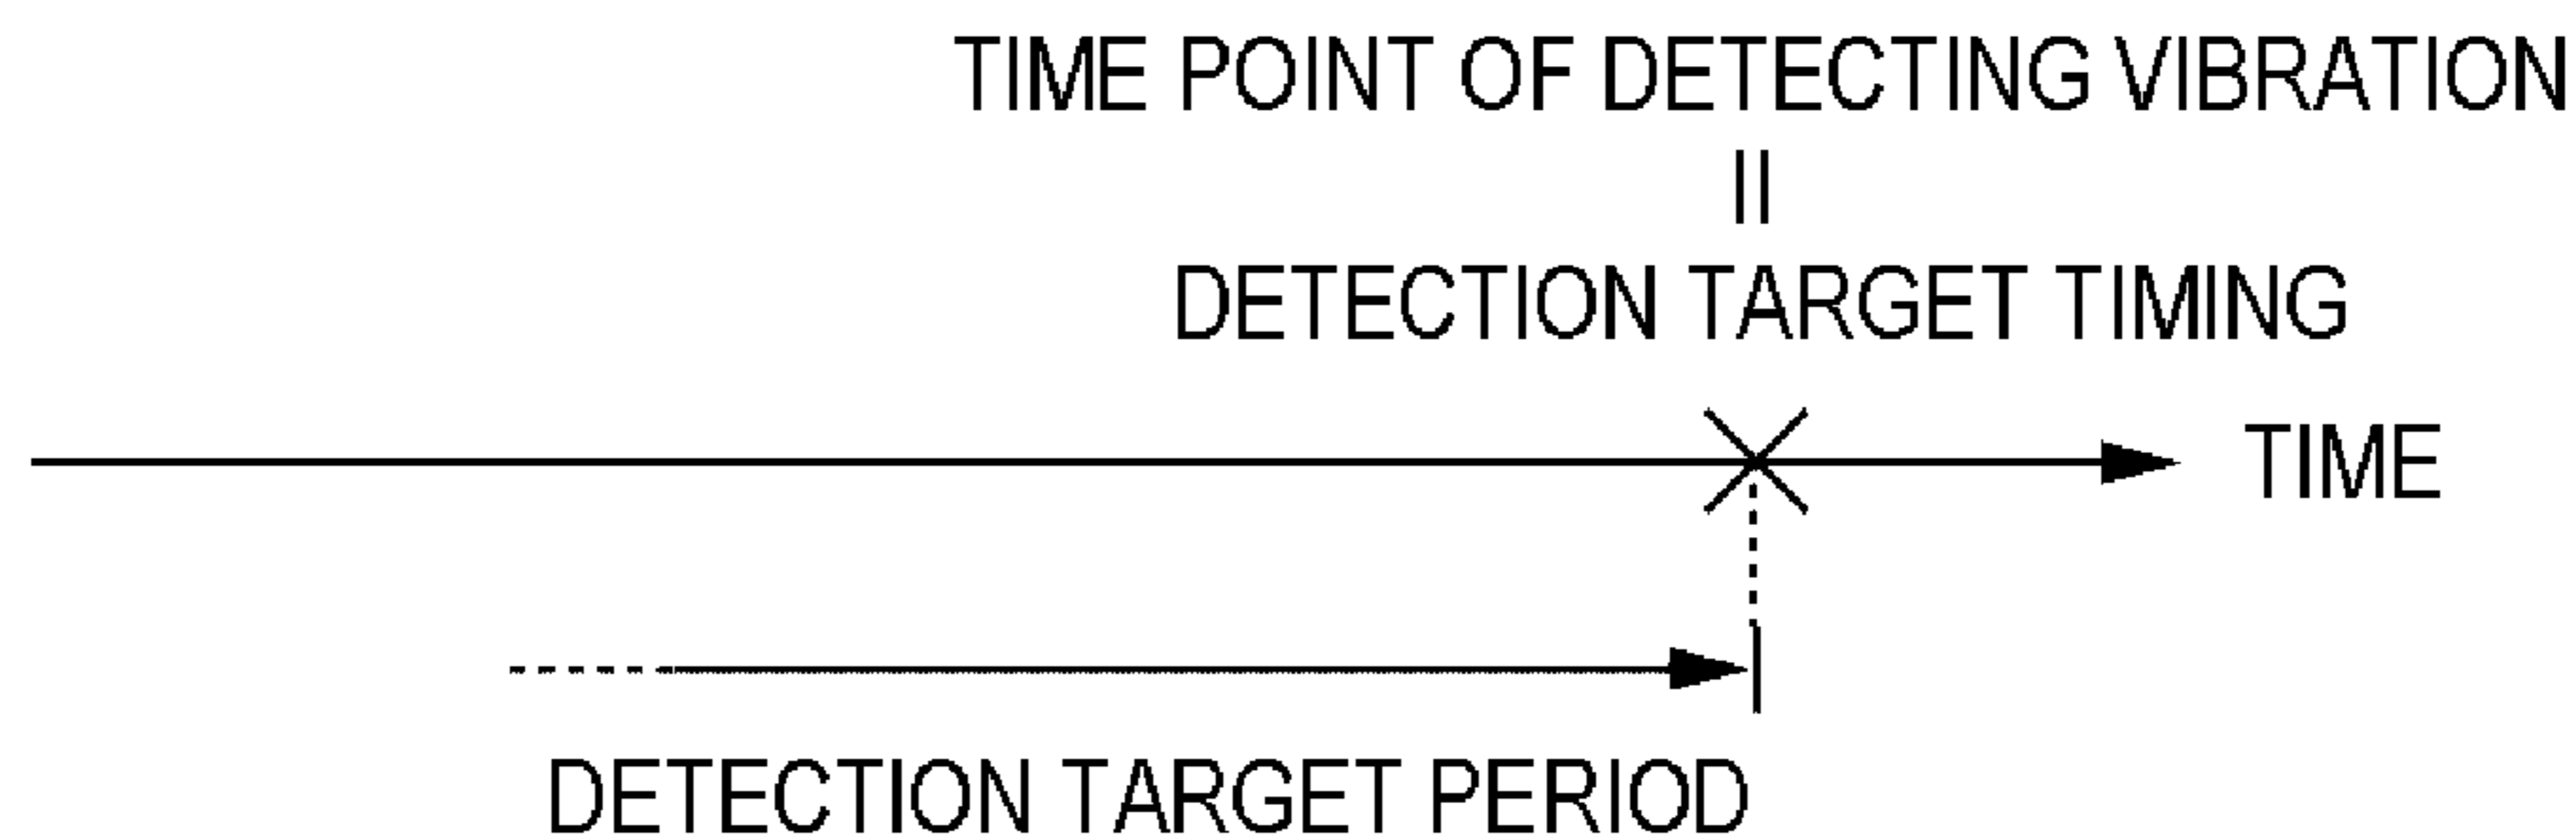 TIME POINT OF DETECTING VIBRATION
||
DETECTION TARGET TIMING
TIME
DETECTION TARGET PERIOD